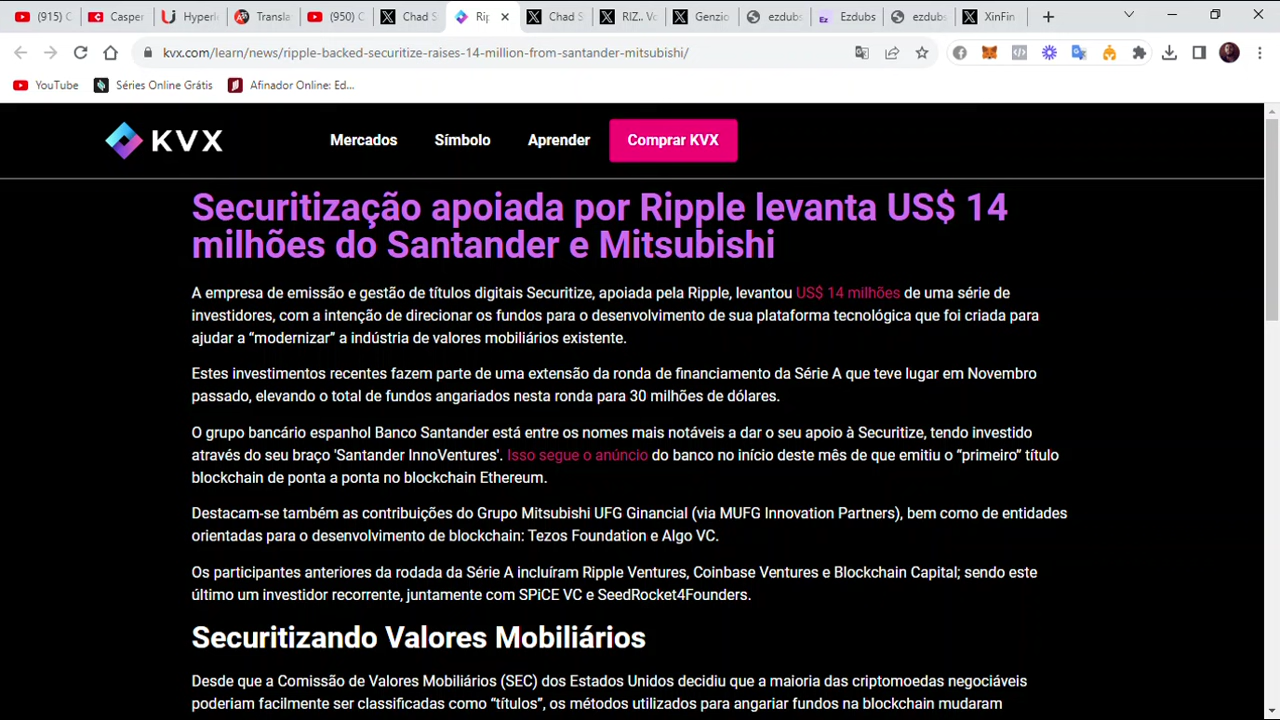 (915) C
Casper
Hyperl
Transla
(950) C
Chad S
Rip
Chad S
RIZ.. Vo
Genzio
ezdubs
Ezdubs
ezdubs
XinFin
kvx.com/learn/news/ripple-backed-securitize-raises-14-million-from-santander-mitsubishi/
YouTube
Séries Online Grátis
Afinador Online: Ed...
KVX
Mercados
Símbolo
Aprender
Comprar KVX
Securitização apoiada por Ripple levanta US$ 14
milhões do Santander e Mitsubishi
A empresa de emissão e gestão de títulos digitais Securitize, apoiada pela Ripple, levantou US$ 14 milhões de uma série de
investidores, com a intenção de direcionar os fundos para o desenvolvimento de sua plataforma tecnológica que foi criada para
ajudar a “modernizar” a indústria de valores mobiliários existente.
Estes investimentos recentes fazem parte de uma extensão da ronda de financiamento da Série A que teve lugar em Novembro
passado, elevando o total de fundos angariados nesta ronda para 30 milhões de dólares.
O grupo bancário espanhol Banco Santander está entre os nomes mais notáveis a dar o seu apoio à Securitize, tendo investido
através do seu braço 'Santander InnoVentures'. Isso segue o anúncio do banco no início deste mês de que emitiu o “primeiro” título
blockchain de ponta a ponta no blockchain Ethereum.
Destacam-se também as contribuições do Grupo Mitsubishi UFG Ginancial (via MUFG Innovation Partners), bem como de entidades
orientadas para o desenvolvimento de blockchain: Tezos Foundation e Algo VC.
Os participantes anteriores da rodada da Série A incluíram Ripple Ventures, Coinbase Ventures e Blockchain Capital; sendo este
último um investidor recorrente, juntamente com SPiCE VC e SeedRocket4Founders.
Securitizando Valores Mobiliários
Desde que a Comissão de Valores Mobiliários (SEC) dos Estados Unidos decidiu que a maioria das criptomoedas negociáveis
poderiam facilmente ser classificadas como “títulos”, os métodos utilizados para angariar fundos na blockchain mudaram